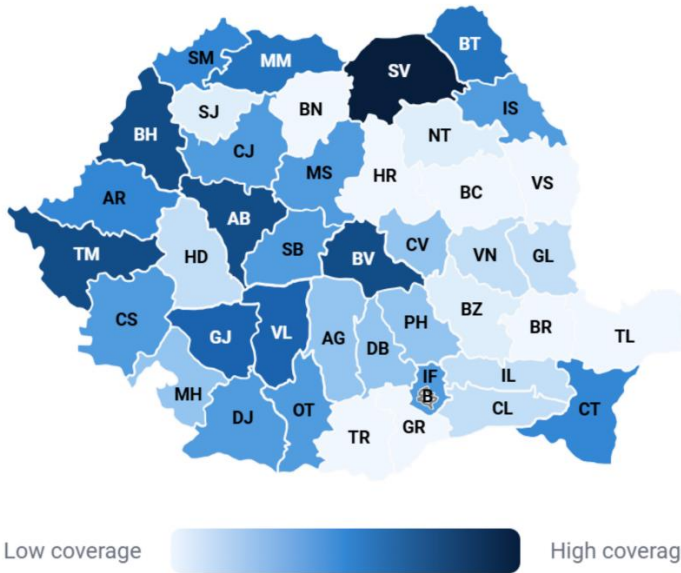 BT
SM
MM
SV
IS
SJ
BN
BH
NT
CJ
MS
HR
VS
BC
AR
AB
CV
TM
SB
BV
VN
GL
HD
BZ
CS
PH
BR
GJ
VL
AG
DB
TL
IF
IL
MH
B
OT
CL
CT
DJ
TR
GR
Low coverage
High coverag